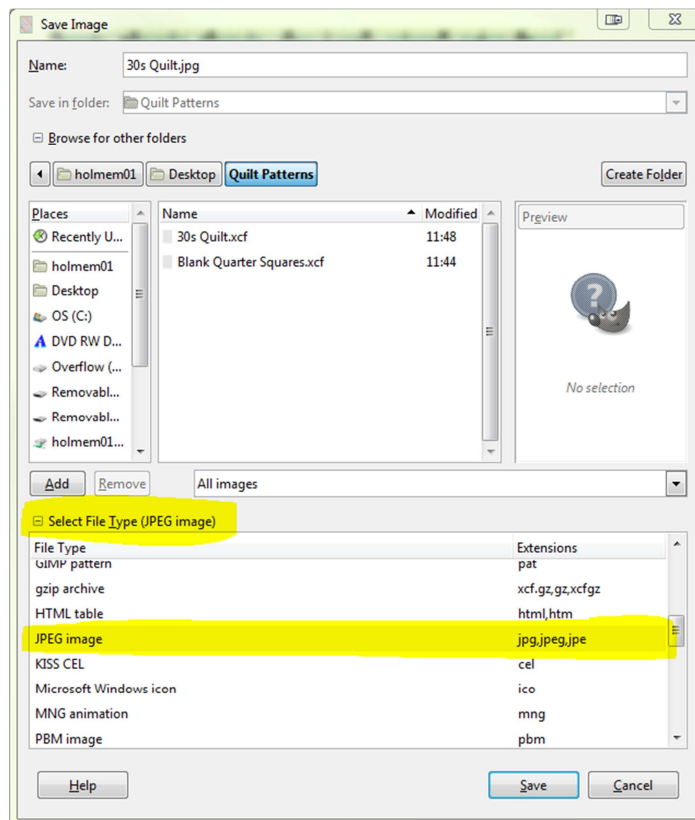 Save Image
Name: 30s Quilt.jpg
Save in folder: Quilt Patterns
Browse for other folders
holmem01 Desktop Quilt Patterns Create Folder
Places Name Modified Preview
Recently U... 30s Quilt.xcf 11:48
holmem01 Blank Quarter Squares.xcf 11:44
Desktop
OS (C:)
DVD RW D...
Overflow (...
Removabl... No selection
Removabl...
holmem01...
Add Remove All images
Select File Type (JPEG image)
File Type Extensions
GIMP pattern pat
gzip archive xcf.gz,gz,xcfgz
HTML table html,htm
JPEG image jpg,jpeg,jpe
KISS CEL cel
Microsoft Windows icon ico
MNG animation mng
PBM image pbm
Help Save Cancel